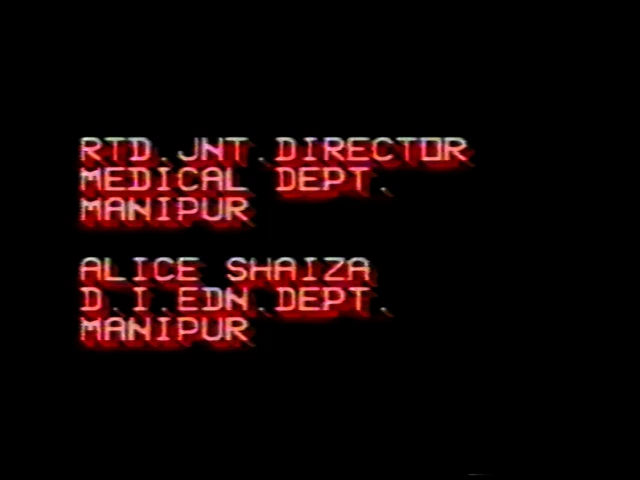 RTD.JNT.DIRECTOR
MEDICAL DEPT.
MANIPUR
ALICE SHAIZA
D.I.EDN.DEPT.
MANIPUR